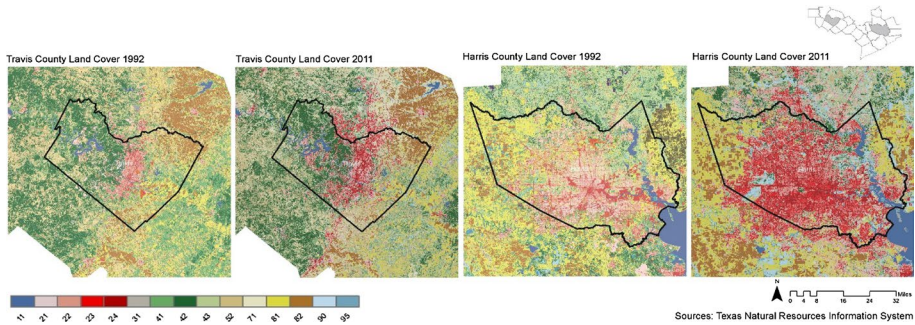 Travis County Land Cover 1992
Travis County Land Cover 2011
Harris County Land Cover 1992
Harris County Land Cover 2011
11 21 22 23 24 31 41 42 43 52 71 81 82 90 95
N
0 4 8 16 24 32
Miles
Sources: Texas Natural Resources Information System